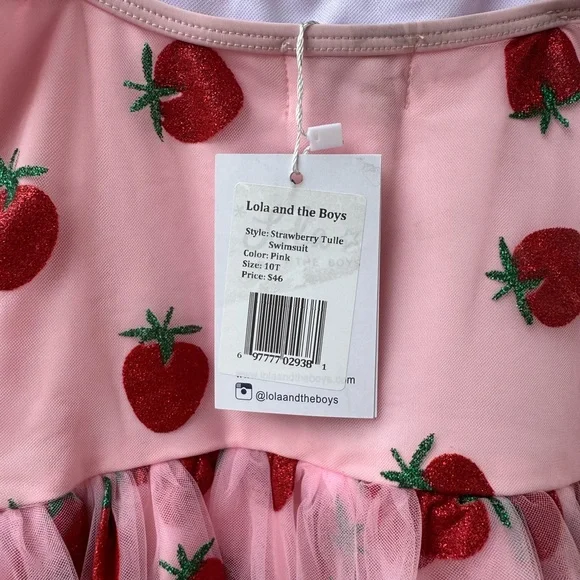 Lola and the Boys
Style: Strawberry Tulle
Swimsuit
Color: Pink
Size: 10T
Price: $46
6 97777 02938 1
@lolaandtheboys